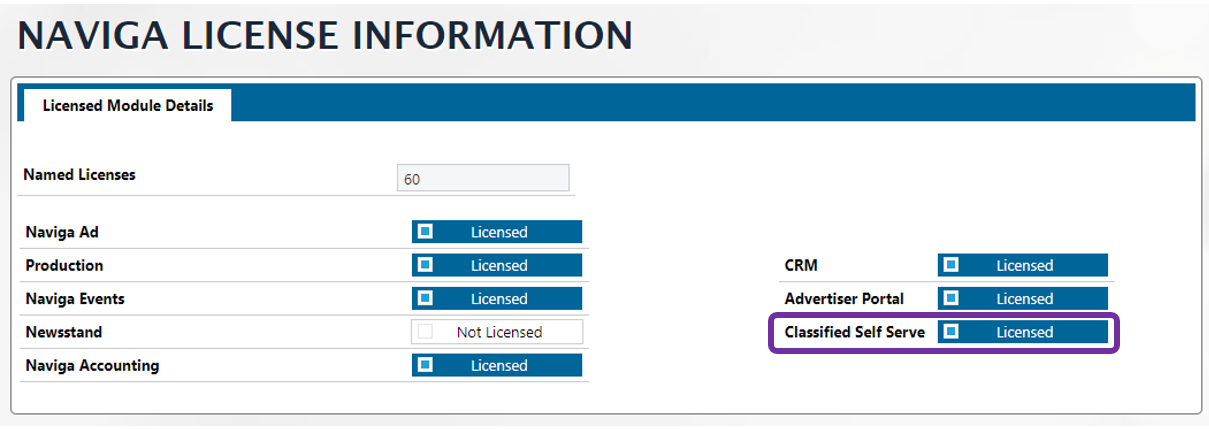 NAVIGA LICENSE INFORMATION
Licensed Module Details
Named Licenses 60
Naviga Ad Licensed
Production Licensed
Naviga Events Licensed
Newsstand Not Licensed
Naviga Accounting Licensed
CRM Licensed
Advertiser Portal Licensed
Classified Self Serve Licensed